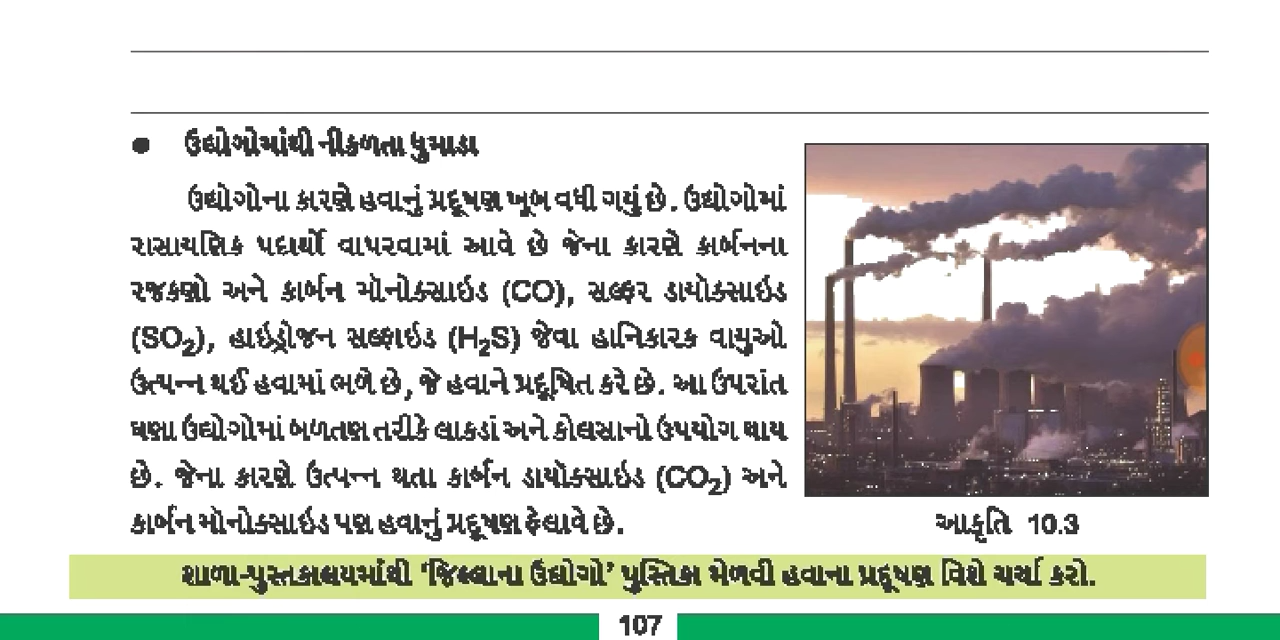 ● ઉદ્યોગોમાંથી નીકળતા ધુમાડા
ઉદ્યોગોના કારણે હવાનું પ્રદૂષણ ખૂબ વધી ગયું છે. ઉદ્યોગોમાં
રાસાયણિક પદાર્થો વાપરવામાં આવે છે જેના કારણે કાર્બનના
રજકણો અને કાર્બન મૉનોક્સાઇડ (CO), સલ્ફર ડાયૉક્સાઇડ
(SO₂), હાઇડ્રોજન સલ્ફાઇડ (H₂S) જેવા હાનિકારક વાયુઓ
ઉત્પન્ન થઈ હવામાં ભળે છે, જે હવાને પ્રદૂષિત કરે છે. આ ઉપરાંત
ઘણા ઉદ્યોગોમાં બળતણ તરીકે લાકડાં અને કોલસાનો ઉપયોગ થાય
છે. જેના કારણે ઉત્પન્ન થતા કાર્બન ડાયૉક્સાઇડ (CO₂) અને
કાર્બન મૉનોક્સાઇડ પણ હવાનું પ્રદૂષણ ફેલાવે છે.
આકૃતિ 10.3
શાળા-પુસ્તકાલયમાંથી ‘જિલ્લાના ઉદ્યોગો’ પુસ્તિકા મેળવી હવાના પ્રદૂષણ વિશે ચર્ચા કરો.
107